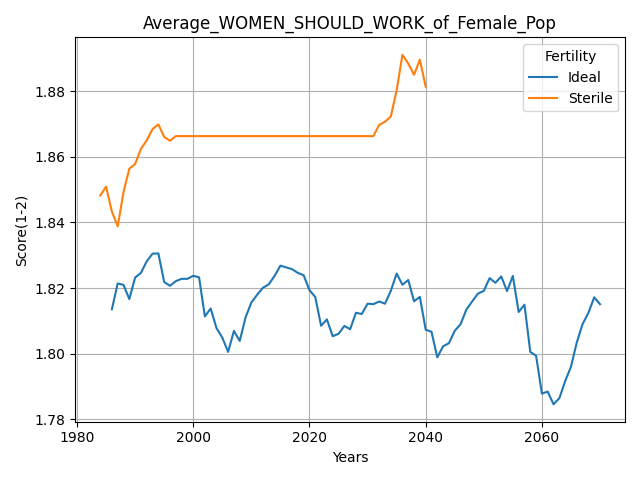 Average_WOMEN_SHOULD_WORK_of_Female_Pop
Fertility
Ideal
Sterile
Score(1-2)
1.88
1.86
1.84
1.82
1.80
1.78
1980
2000
2020
2040
2060
Years